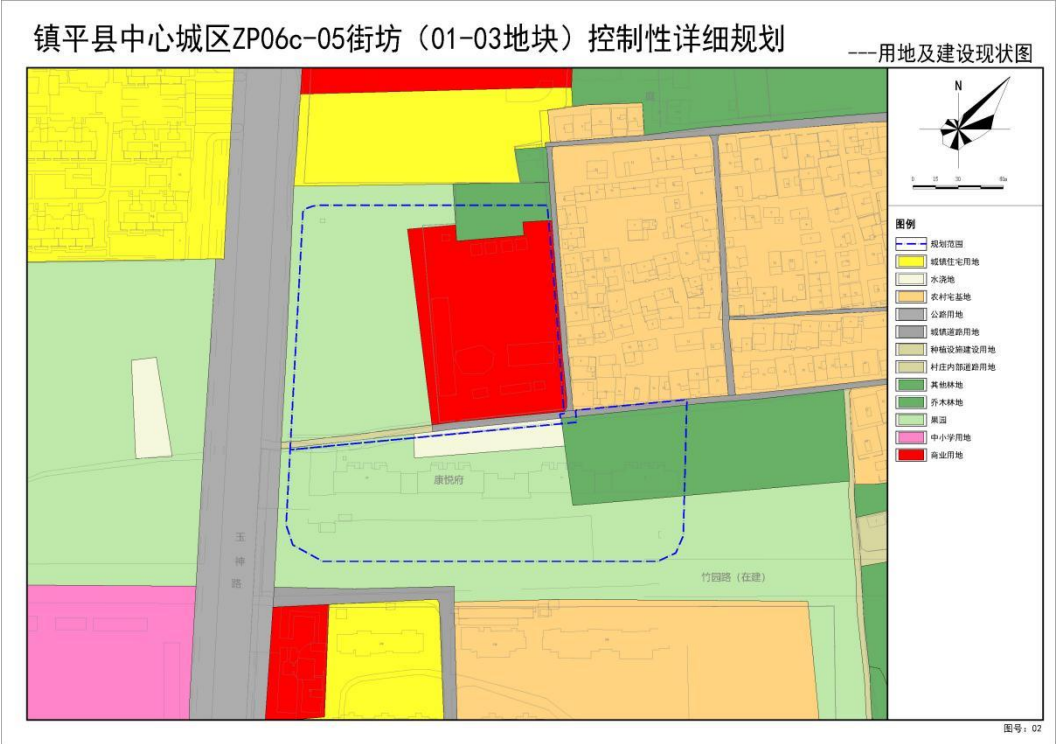 镇平县中心城区ZP06c-05街坊（01-03地块）控制性详细规划
---用地及建设现状图
N
图例
规划范围
城镇住宅用地
水浇地
农村宅基地
公路用地
城镇道路用地
种植设施建设用地
村庄内部道路用地
其他林地
乔木林地
果园
中小学用地
商业用地
康悦府
玉
神
路
竹园路（在建）
图号：02